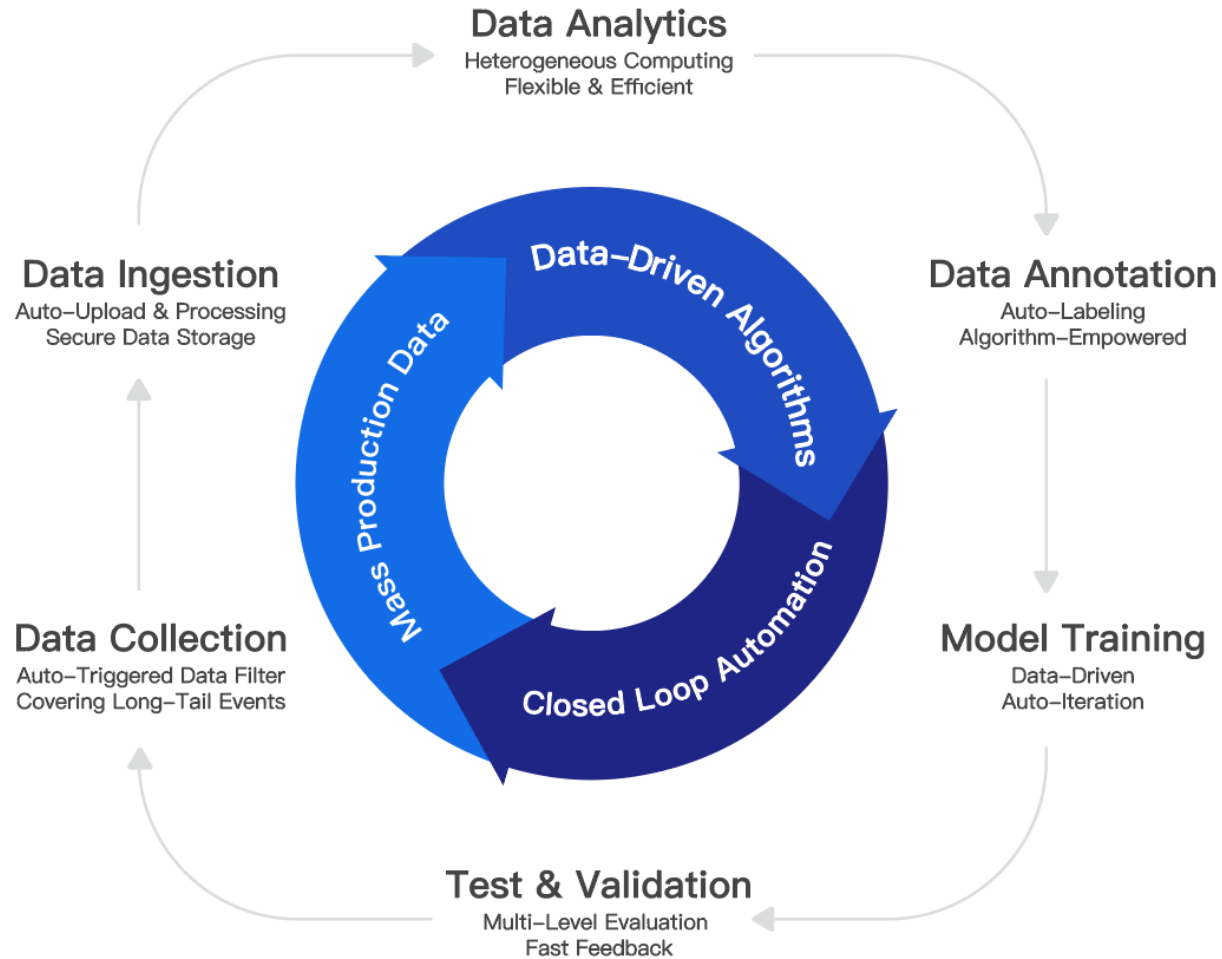 Data Analytics
Heterogeneous Computing
Flexible & Efficient
Data Ingestion
Auto-Upload & Processing
Secure Data Storage
Data Annotation
Auto-Labeling
Algorithm-Empowered
Data-Driven Algorithms
Mass Production Data
Closed Loop Automation
Data Collection
Auto-Triggered Data Filter
Covering Long-Tail Events
Model Training
Data-Driven
Auto-Iteration
Test & Validation
Multi-Level Evaluation
Fast Feedback